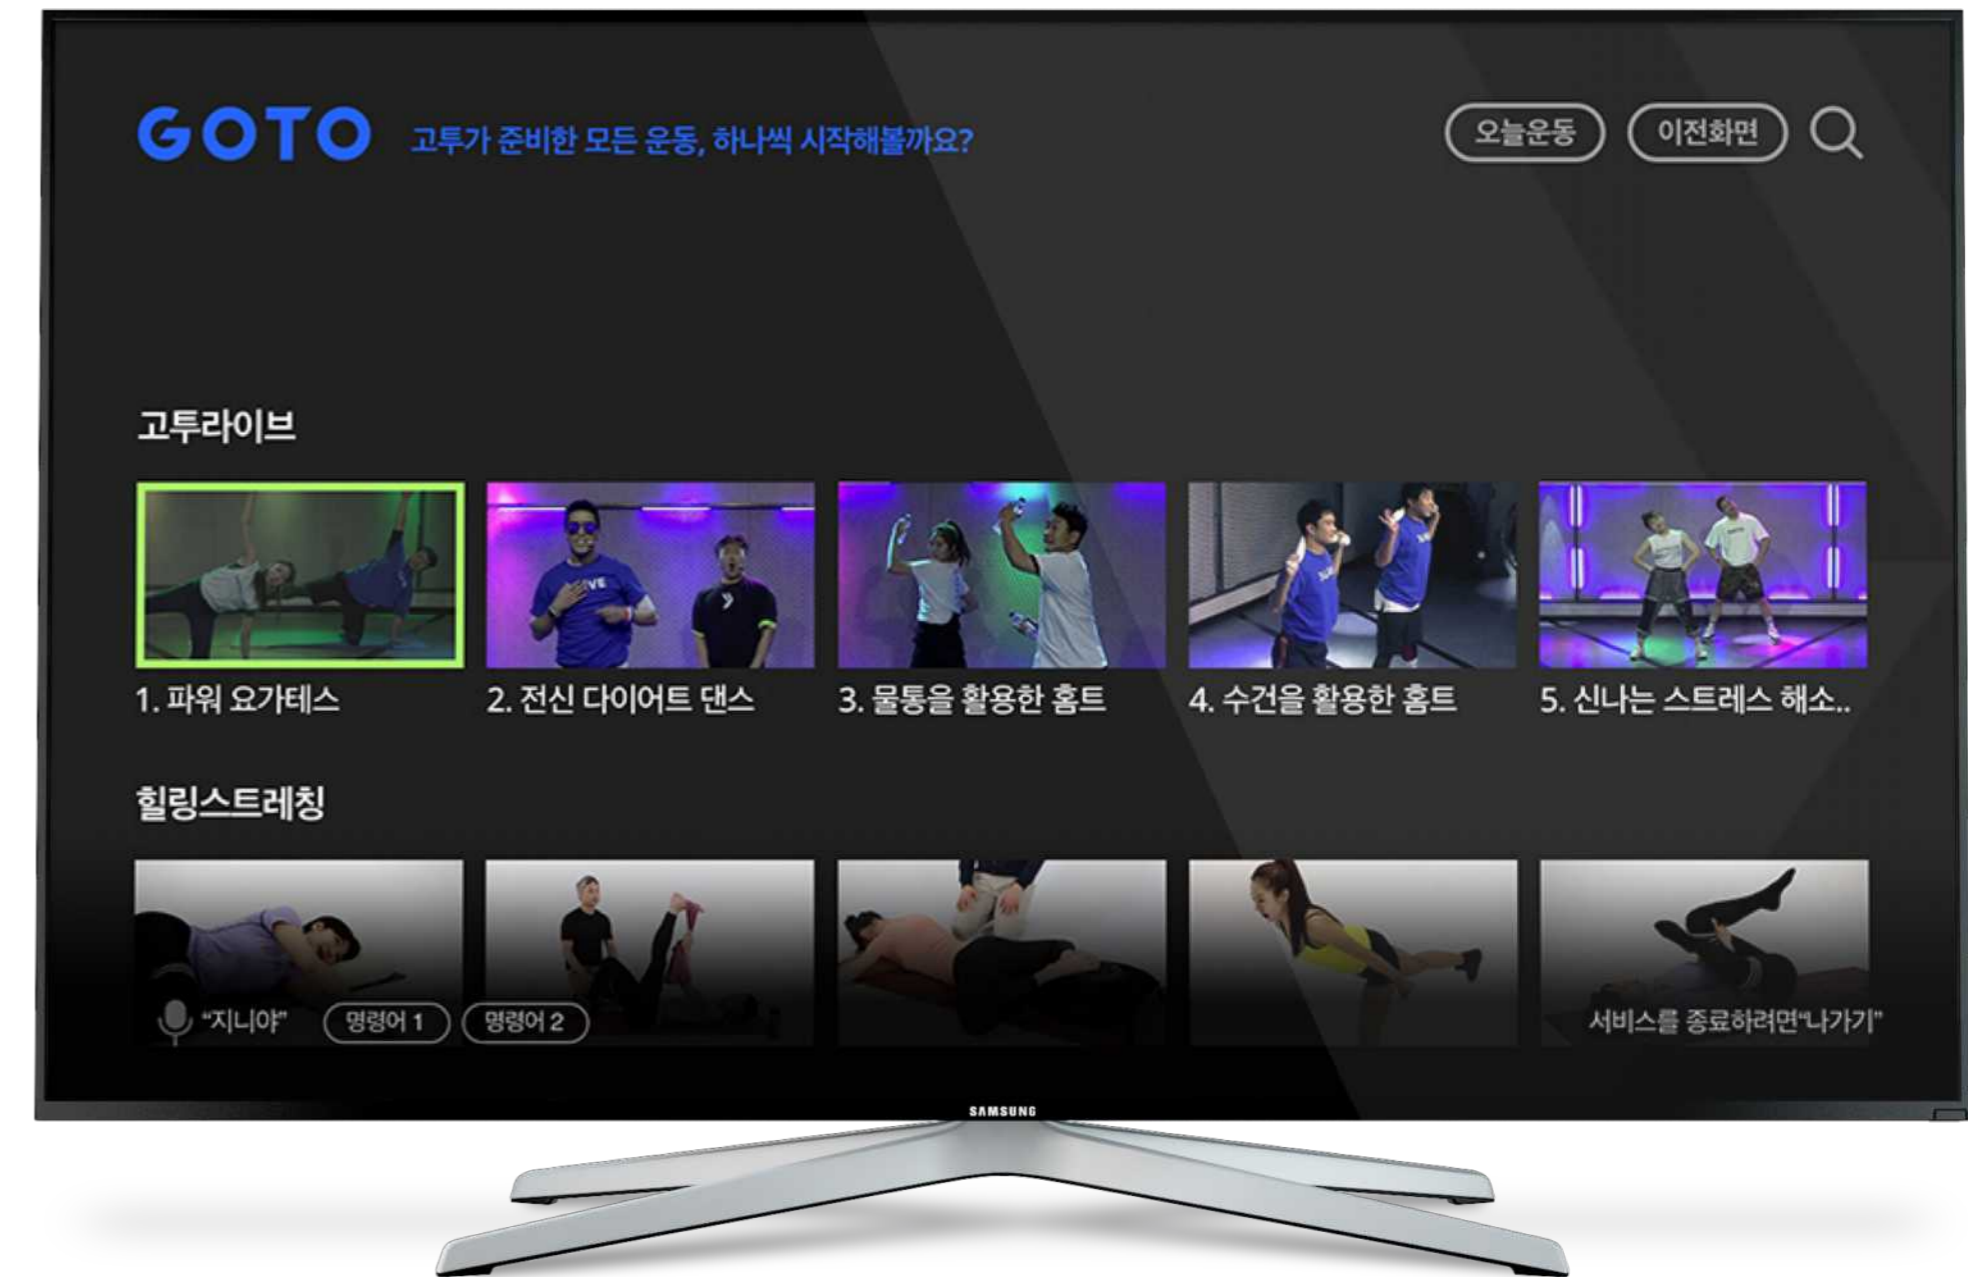 GOTO 고투가 준비한 모든 운동, 하나씩 시작해볼까요?
오늘운동 이전화면
고투라이브
1. 파워 요가테스
2. 전신 다이어트 댄스
3. 물통을 활용한 홈트
4. 수건을 활용한 홈트
5. 신나는 스트레스 해소..
힐링스트레칭
"지니야" 명령어 1 명령어 2
서비스를 종료하려면"나가기"
SAMSUNG